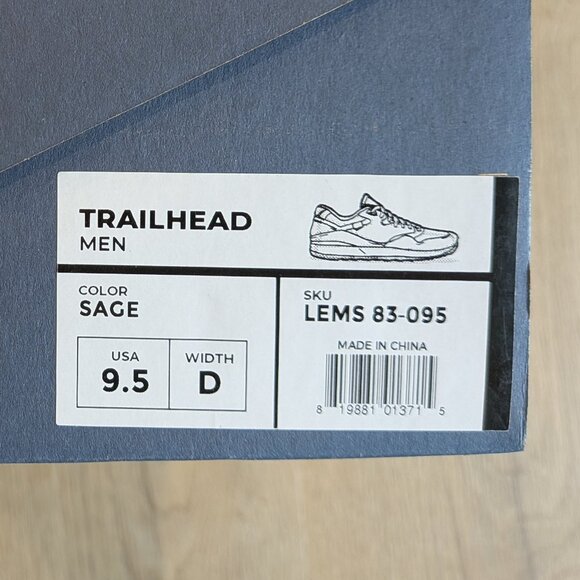 TRAILHEAD
MEN
COLOR
SAGE
USA
9.5
WIDTH
D
SKU
LEMS 83-095
MADE IN CHINA
8 19881 01371 5